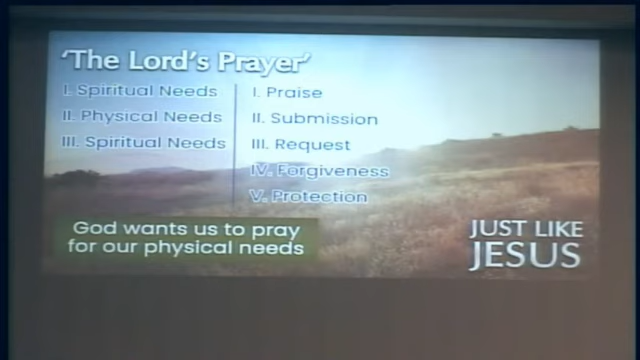 'The Lord's Prayer'
I. Spiritual Needs
II. Physical Needs
III. Spiritual Needs
I. Praise
II. Submission
III. Request
IV. Forgiveness
V. Protection
God wants us to pray
for our physical needs
JUST LIKE
JESUS